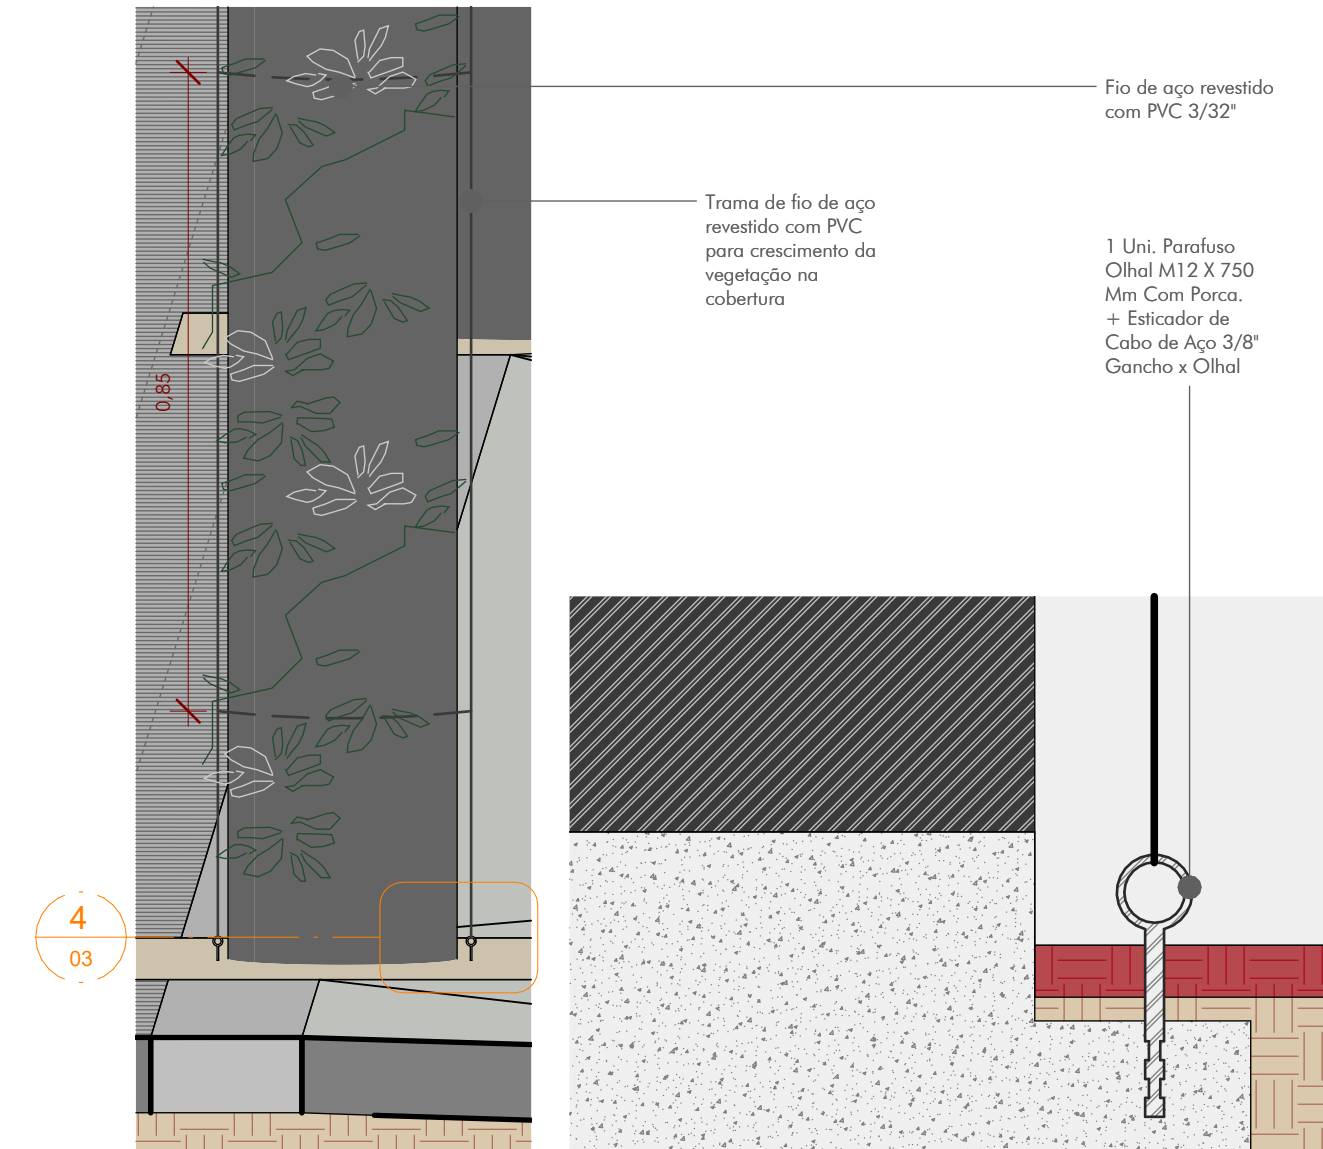 Fio de aço revestido
com PVC 3/32"
Trama de fio de aço
revestido com PVC
para crescimento da
vegetação na
cobertura
1 Uni. Parafuso
Olhal M12 X 750
Mm Com Porca.
+ Esticador de
Cabo de Aço 3/8"
Gancho x Olhal
0,85
4
03